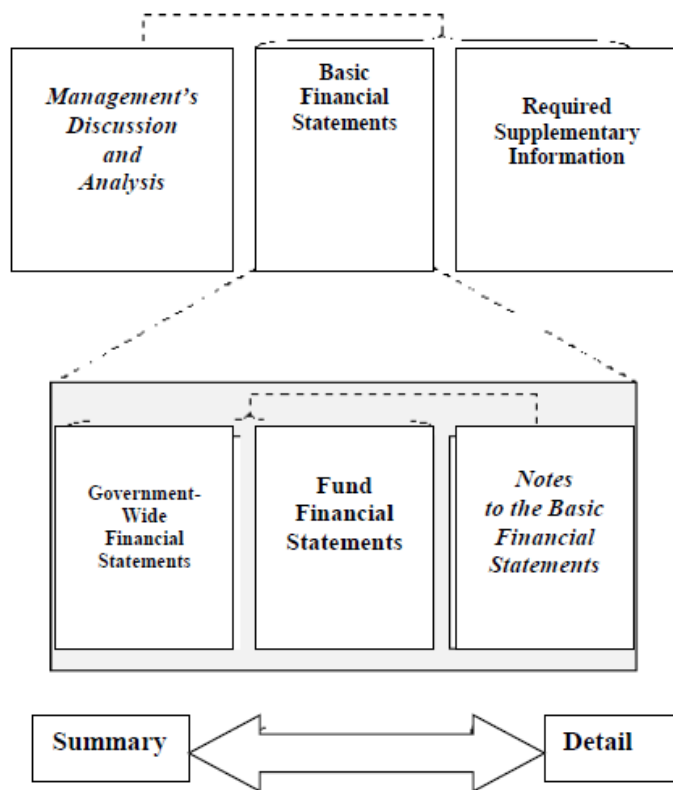 Management's
Discussion
and
Analysis
Basic
Financial
Statements
Required
Supplementary
Information
Government-
Wide
Financial
Statements
Fund
Financial
Statements
Notes
to the Basic
Financial
Statements
Summary
Detail